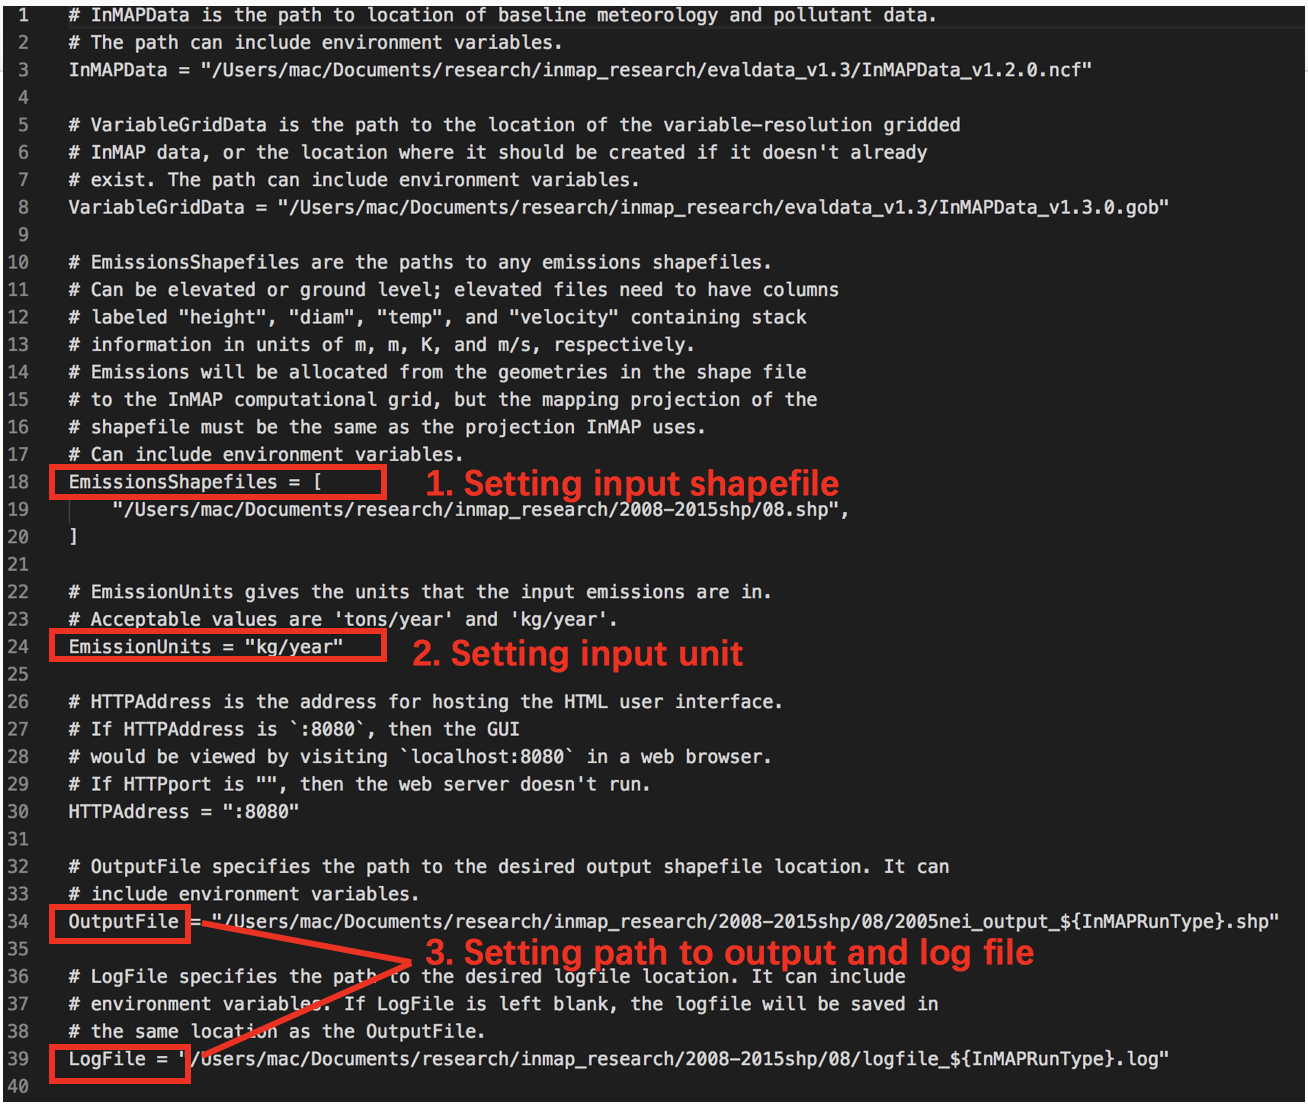 1 # InMAPData is the path to location of baseline meteorology and pollutant data.
2 # The path can include environment variables.
3 InMAPData = "/Users/mac/Documents/research/inmap_research/evaldata_v1.3/InMAPData_v1.2.0.ncf"
4
5 # VariableGridData is the path to the location of the variable-resolution gridded
6 # InMAP data, or the location where it should be created if it doesn't already
7 # exist. The path can include environment variables.
8 VariableGridData = "/Users/mac/Documents/research/inmap_research/evaldata_v1.3/InMAPData_v1.3.0.gob"
9
10 # EmissionsShapefiles are the paths to any emissions shapefiles.
11 # Can be elevated or ground level; elevated files need to have columns
12 # labeled "height", "diam", "temp", and "velocity" containing stack
13 # information in units of m, m, K, and m/s, respectively.
14 # Emissions will be allocated from the geometries in the shape file
15 # to the InMAP computational grid, but the mapping projection of the
16 # shapefile must be the same as the projection InMAP uses.
17 # Can include environment variables.
18 EmissionsShapefiles = [ 1. Setting input shapefile
19 "/Users/mac/Documents/research/inmap_research/2008-2015shp/08.shp",
20 ]
21
22 # EmissionUnits gives the units that the input emissions are in.
23 # Acceptable values are 'tons/year' and 'kg/year'.
24 EmissionUnits = "kg/year" 2. Setting input unit
25
26 # HTTPAddress is the address for hosting the HTML user interface.
27 # If HTTPAddress is `:8080`, then the GUI
28 # would be viewed by visiting `localhost:8080` in a web browser.
29 # If HTTPport is "", then the web server doesn't run.
30 HTTPAddress = ":8080"
31
32 # OutputFile specifies the path to the desired output shapefile location. It can
33 # include environment variables.
34 OutputFile = "/Users/mac/Documents/research/inmap_research/2008-2015shp/08/2005nei_output_${InMAPRunType}.shp"
35 3. Setting path to output and log file
36 # LogFile specifies the path to the desired logfile location. It can include
37 # environment variables. If LogFile is left blank, the logfile will be saved in
38 # the same location as the OutputFile.
39 LogFile = "/Users/mac/Documents/research/inmap_research/2008-2015shp/08/logfile_${InMAPRunType}.log"
40